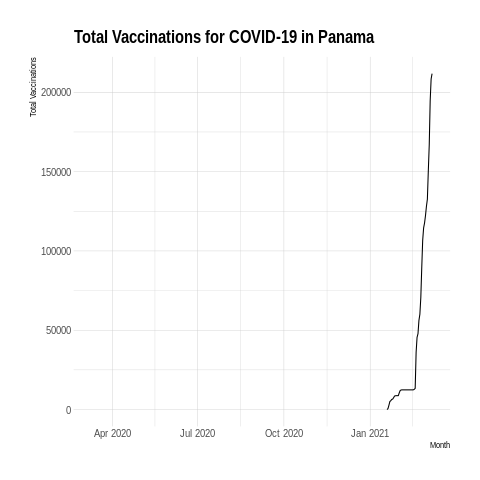 Total Vaccinations for COVID-19 in Panama
Total Vaccinations
200000
150000
100000
50000
0
Apr 2020
Jul 2020
Oct 2020
Jan 2021
Month